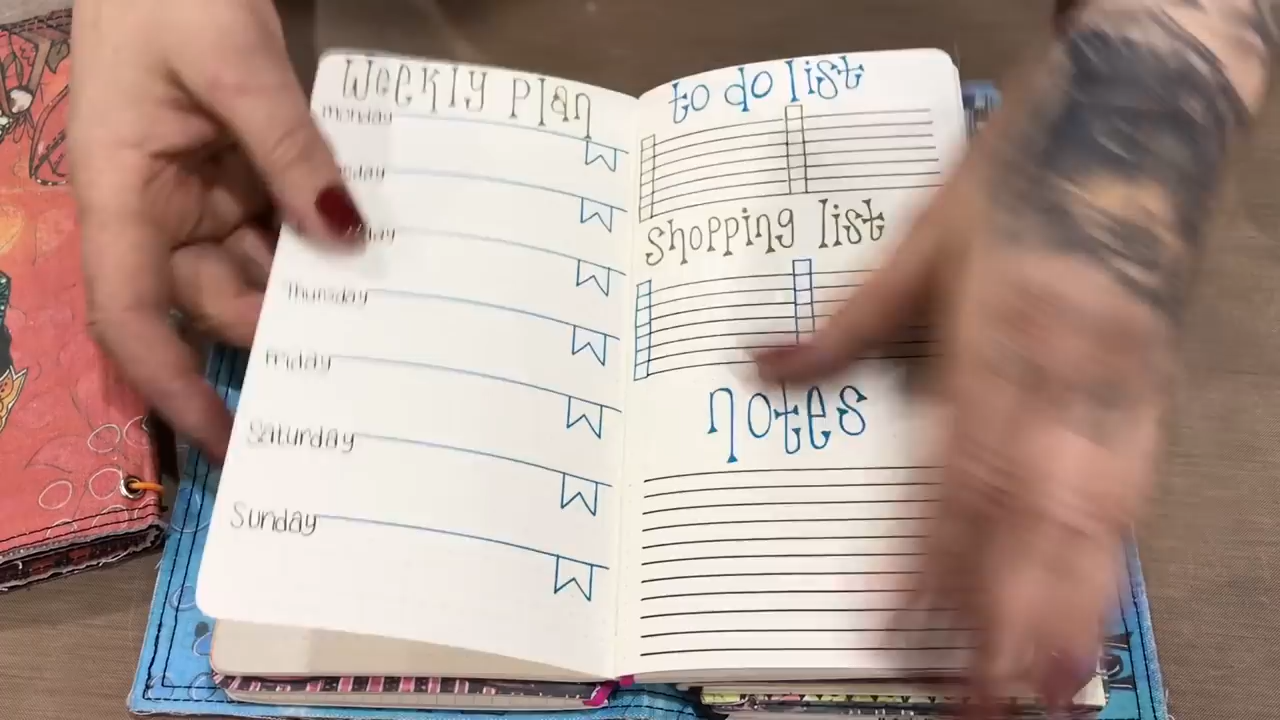 Weekly Plan
monday
Thursday
Friday
Saturday
Sunday
to do list
Shopping list
notes